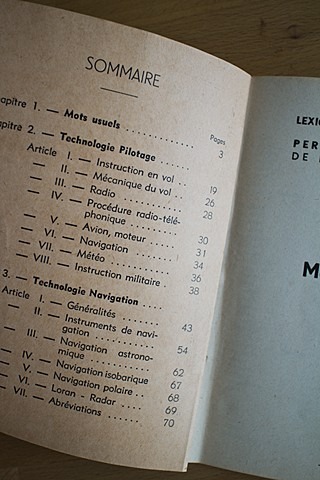 SOMMAIRE
apitre 1. — Mots usuels
Pages
3
apitre 2. — Technologie Pilotage
Article I. — Instruction en vol .. 19
— II. — Mécanique du vol .. 26
— III. — Radio 28
— IV. — Procédure radio-télé-
phonique 30
— V. — Avion, moteur 31
— VI. — Navigation 34
— VII. — Météo 36
— VIII. — Instruction militaire . 38
3. — Technologie Navigation
Article I. — Généralités 43
— II. — Instruments de navi-
gation 54
— III. — Navigation astrono-
mique 62
— IV. — Navigation isobarique 67
— V. — Navigation polaire .. 68
— VI. — Loran - Radar 69
— VII. — Abréviations 70
LEXI
PER
DE
M